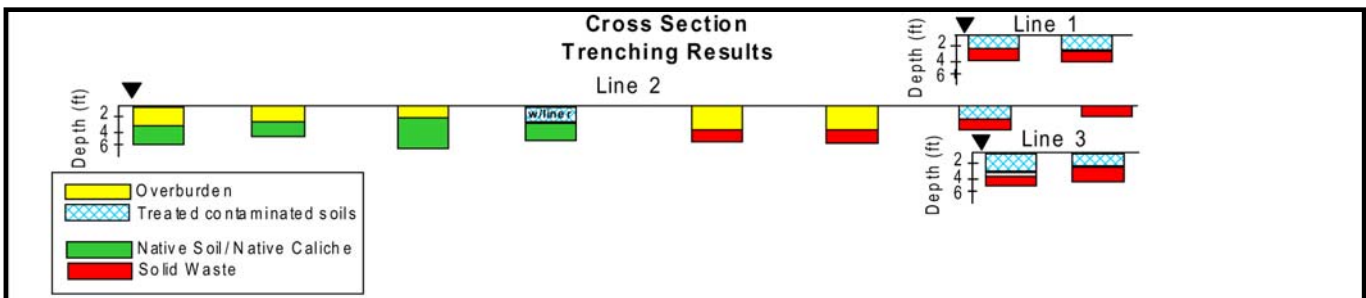 Cross Section
Trenching Results
Line 1
Depth (ft)
2
4
6
Line 2
Depth (ft)
2
4
6
w/liner
Line 3
Depth (ft)
2
4
6
Overburden
Treated contaminated soils
Native Soil/Native Caliche
Solid Waste